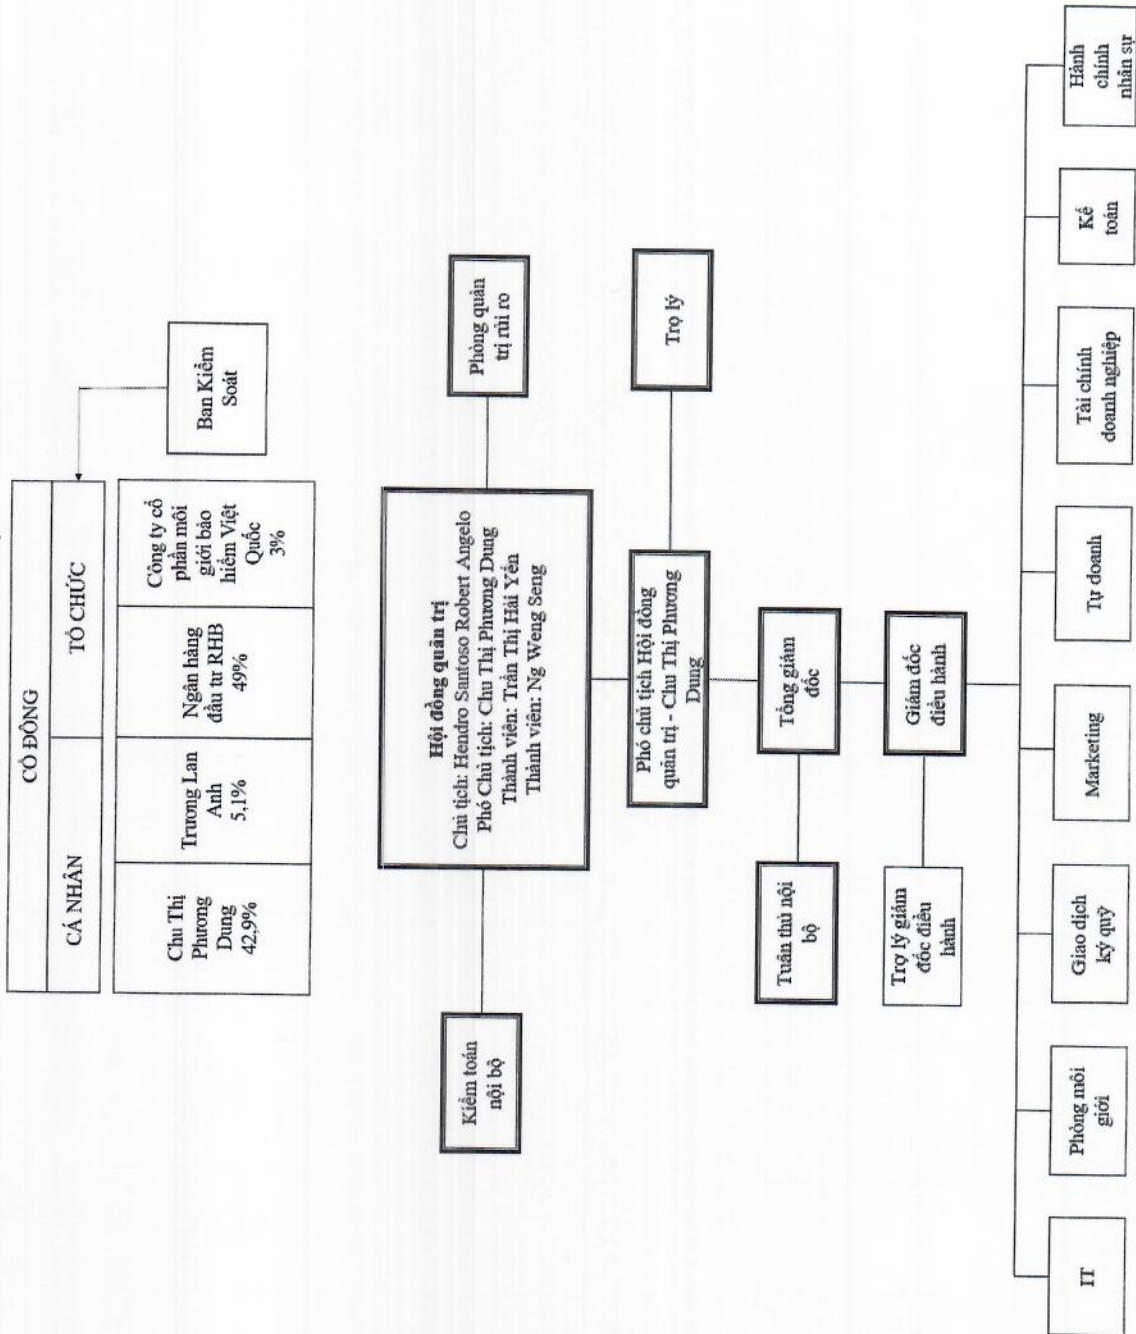 CỔ ĐÔNG
CÁ NHÂN
TỔ CHỨC
Chu Thị
Phương
Dung
42,9%
Trương Lan
Anh
5,1%
Ngân hàng
đầu tư RHB
49%
Công ty cổ
phần môi
giới bảo
hiểm Việt
Quốc
3%
Ban Kiểm
Soát
Hội đồng quản trị
Chủ tịch: Hendro Santoso Robert Angelo
Phó Chủ tịch: Chu Thị Phương Dung
Thành viên: Trần Thị Hải Yến
Thành viên: Ng Weng Seng
Kiểm toán
nội bộ
Phòng quản
trị rủi ro
Phó chủ tịch Hội đồng
quản trị - Chu Thị Phương
Dung
Trợ lý
Tổng giám
đốc
Tuân thủ nội
bộ
Giám đốc
điều hành
Trợ lý giám
đốc điều
hành
IT
Phòng môi
giới
Giao dịch
ký quỹ
Marketing
Tự doanh
Tài chính
doanh nghiệp
Kế
toán
Hành
chính
nhân sự